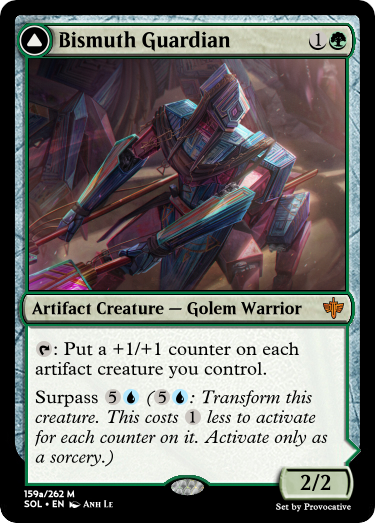 Bismuth Guardian 1
Artifact Creature — Golem Warrior
: Put a +1/+1 counter on each
artifact creature you control.
Surpass 5 (5 : Transform this
creature. This costs 1 less to activate
for each counter on it. Activate only as
a sorcery.)
2/2
159a/262 M
SOL • EN Anh Le
Set by Provocative